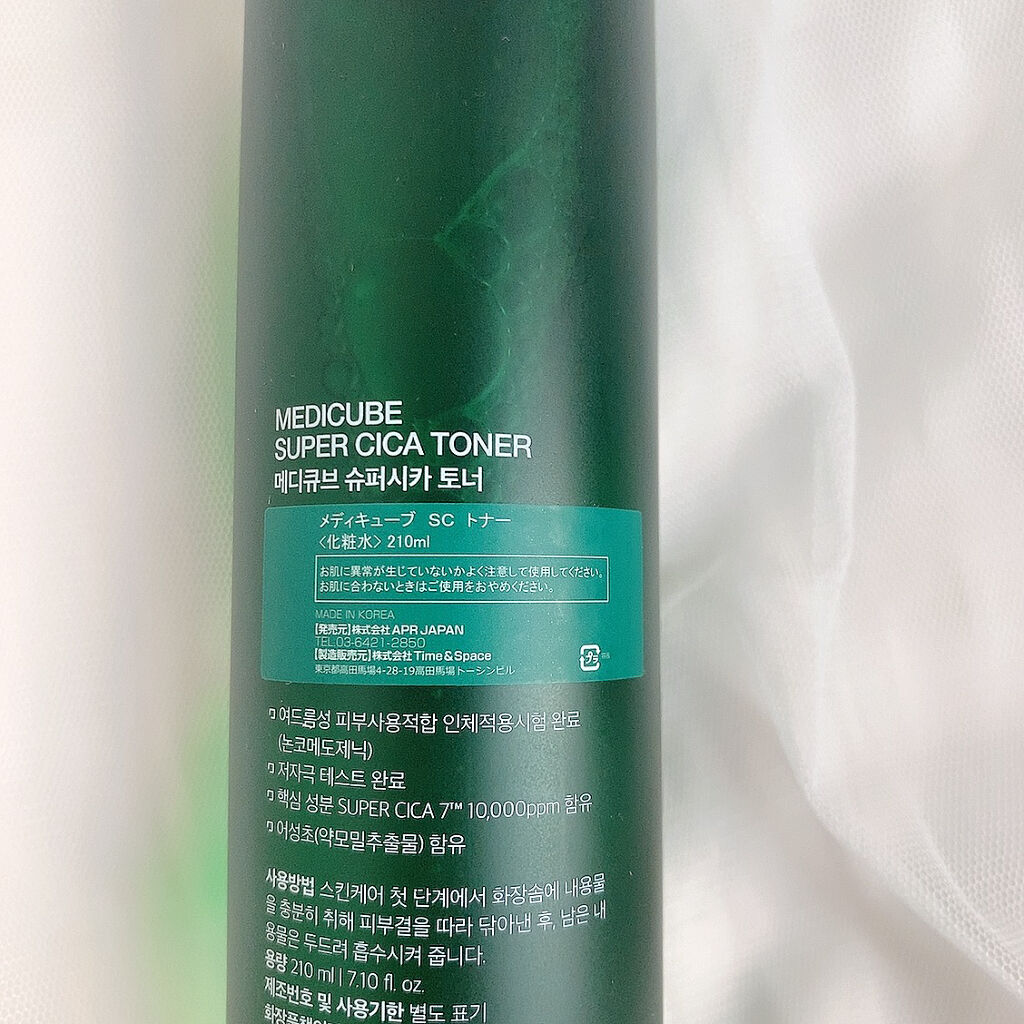 MEDICUBE
SUPER CICA TONER
메디큐브 슈퍼시카 토너
メディキューブ SC トナー
<化粧水> 210ml
お肌に異常が生じていないかよく注意して使用してください。
お肌に合わないときはご使用をおやめください。
MADE IN KOREA
【発売元】株式会社 APR JAPAN
TEL.03-6421-2850
【製造販売元】株式会社 Time&Space
東京都高田馬場4-28-19高田馬場トーシンビル
プラ
여드름성 피부사용적합 인체적용시험 완료
(논코메도제닉)
저자극 테스트 완료
핵심 성분 SUPER CICA 7™ 10,000ppm 함유
어성초(약모밀추출물) 함유
사용방법 스킨케어 첫 단계에서 화장솜에 내용물
을 충분히 취해 피부결을 따라 닦아낸 후, 남은 내
용물은 두드려 흡수시켜 줍니다.
용량 210 ml | 7.10 fl. oz.
제조번호 및 사용기한 별도 표기